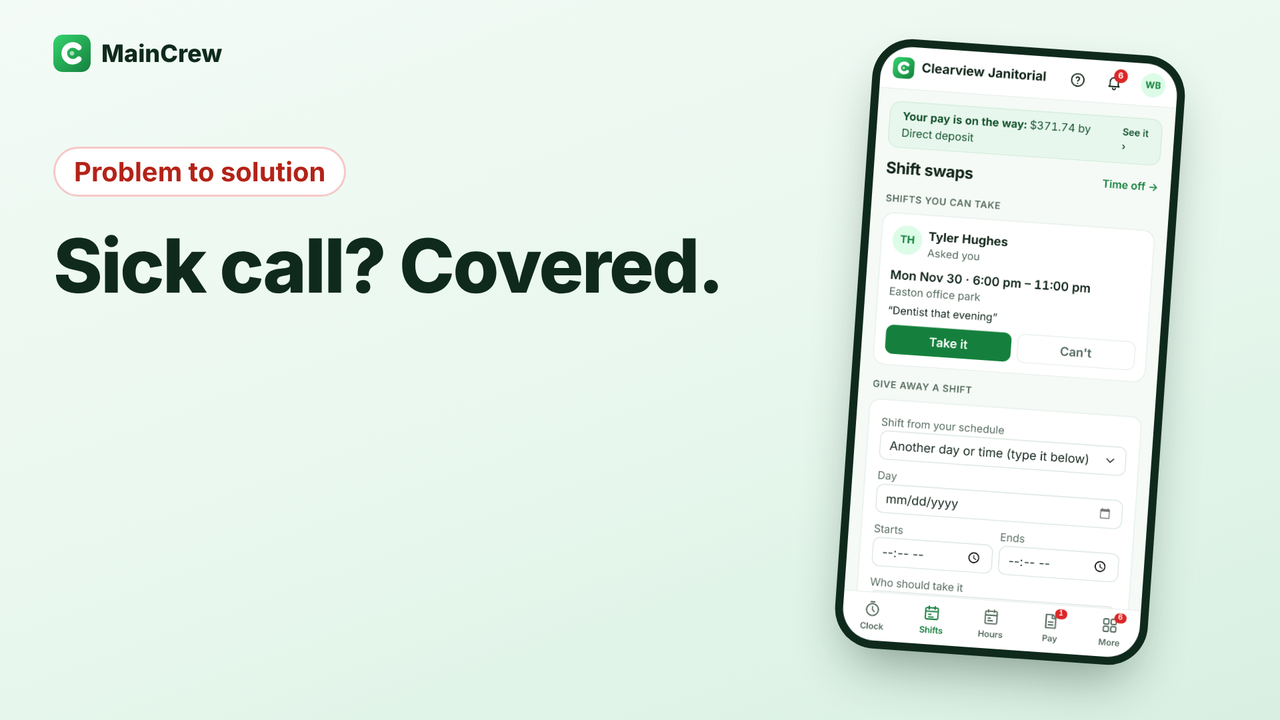 MainCrew
Problem to solution
Sick call? Covered.
Clearview Janitorial
6
WB
Your pay is on the way: $371.74 by
Direct deposit
See it
›
Shift swaps
Time off →
SHIFTS YOU CAN TAKE
TH
Tyler Hughes
Asked you
Mon Nov 30 · 6:00 pm – 11:00 pm
Easton office park
“Dentist that evening”
Take it
Can't
GIVE AWAY A SHIFT
Shift from your schedule
Another day or time (type it below)
Day
mm/dd/yyyy
Starts
Ends
--:-- --
--:-- --
Who should take it
Clock
Shifts
Hours
1
Pay
6
More